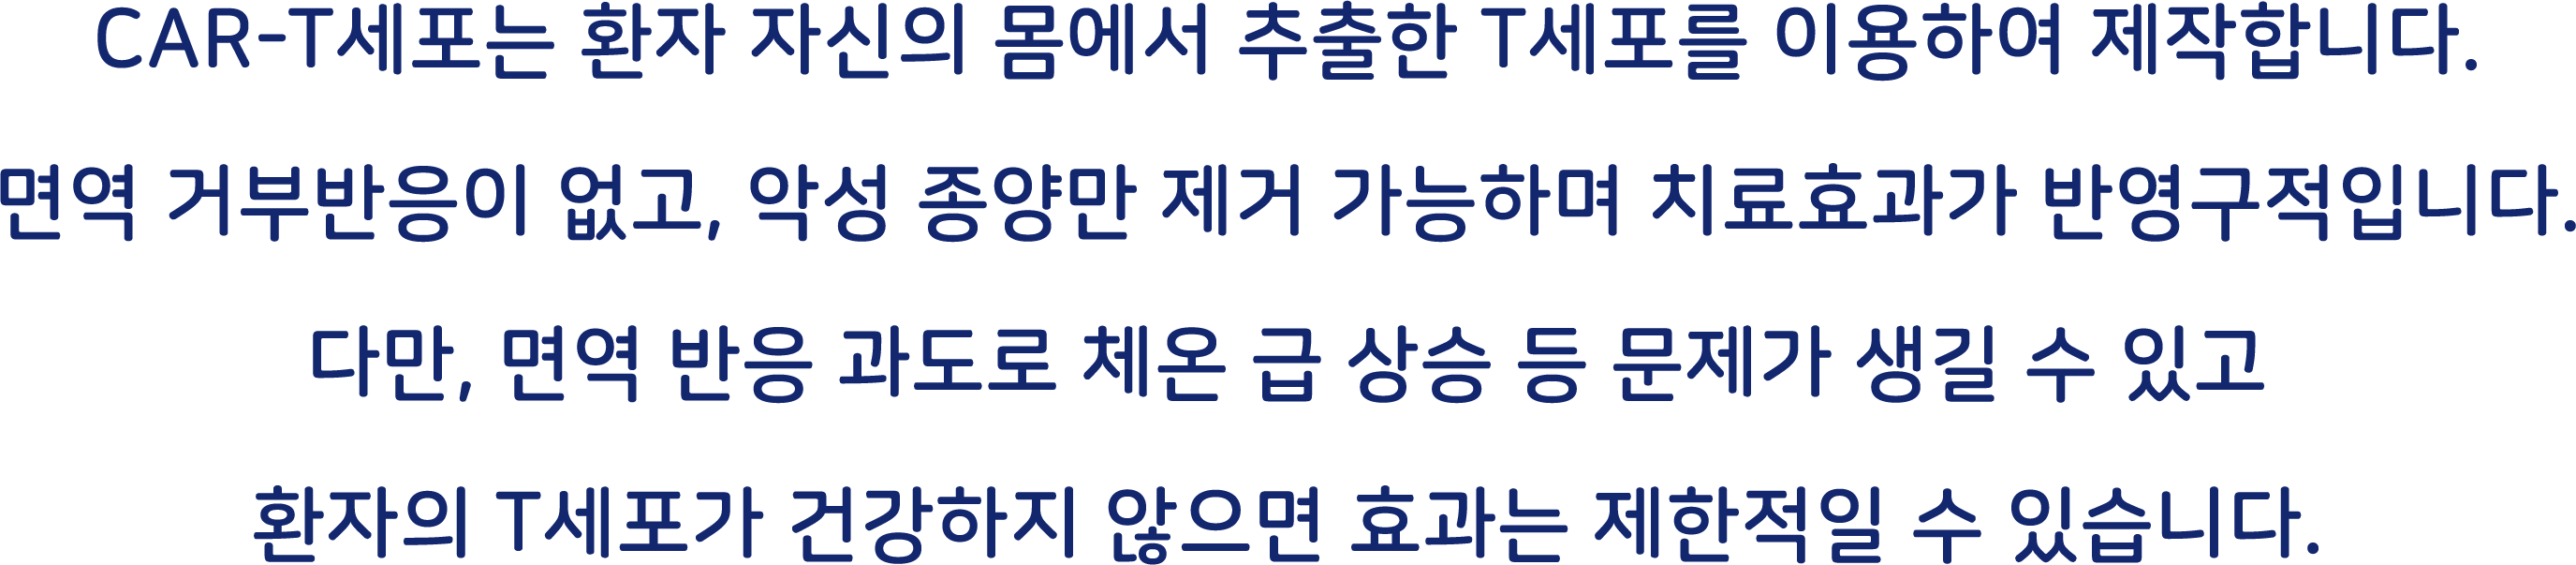 CAR-T세포는 환자 자신의 몸에서 추출한 T세포를 이용하여 제작합니다.
면역 거부반응이 없고, 악성 종양만 제거 가능하며 치료효과가 반영구적입니다.
다만, 면역 반응 과도로 체온 급 상승 등 문제가 생길 수 있고
환자의 T세포가 건강하지 않으면 효과는 제한적일 수 있습니다.